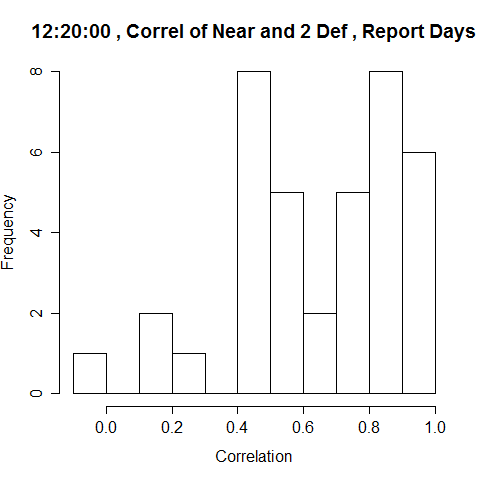 12:20:00 , Correl of Near and 2 Def , Report Days
Frequency
8
6
4
2
0
0.0 0.2 0.4 0.6 0.8 1.0
Correlation